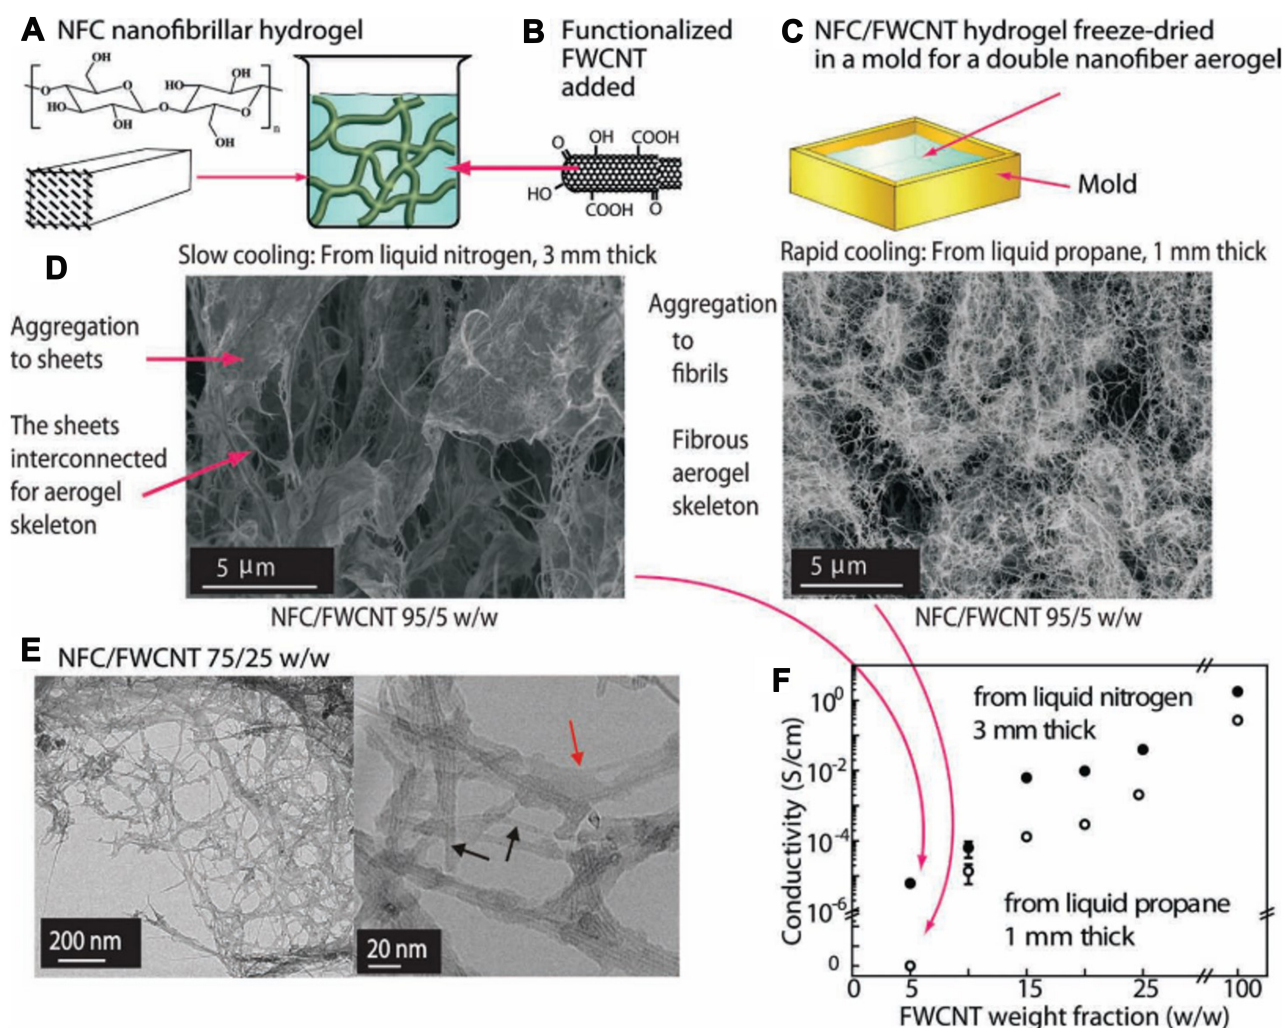 A NFC nanofibrillar hydrogel
OH
O
O
HO
OH
HO
OH
O
O
OH
n
B Functionalized
FWCNT
added
O
OH
COOH
HO
COOH
O
C NFC/FWCNT hydrogel freeze-dried
in a mold for a double nanofiber aerogel
Mold
D
Slow cooling: From liquid nitrogen, 3 mm thick
Aggregation
to sheets
The sheets
interconnected
for aerogel
skeleton
5 μm
NFC/FWCNT 95/5 w/w
Rapid cooling: From liquid propane, 1 mm thick
Aggregation
to
fibrils
Fibrous
aerogel
skeleton
5 μm
NFC/FWCNT 95/5 w/w
E NFC/FWCNT 75/25 w/w
200 nm
20 nm
F
Conductivity (S/cm)
10⁰
10⁻²
10⁻⁴
10⁻⁶
0
from liquid nitrogen
3 mm thick
from liquid propane
1 mm thick
0 5 15 25 100
FWCNT weight fraction (w/w)